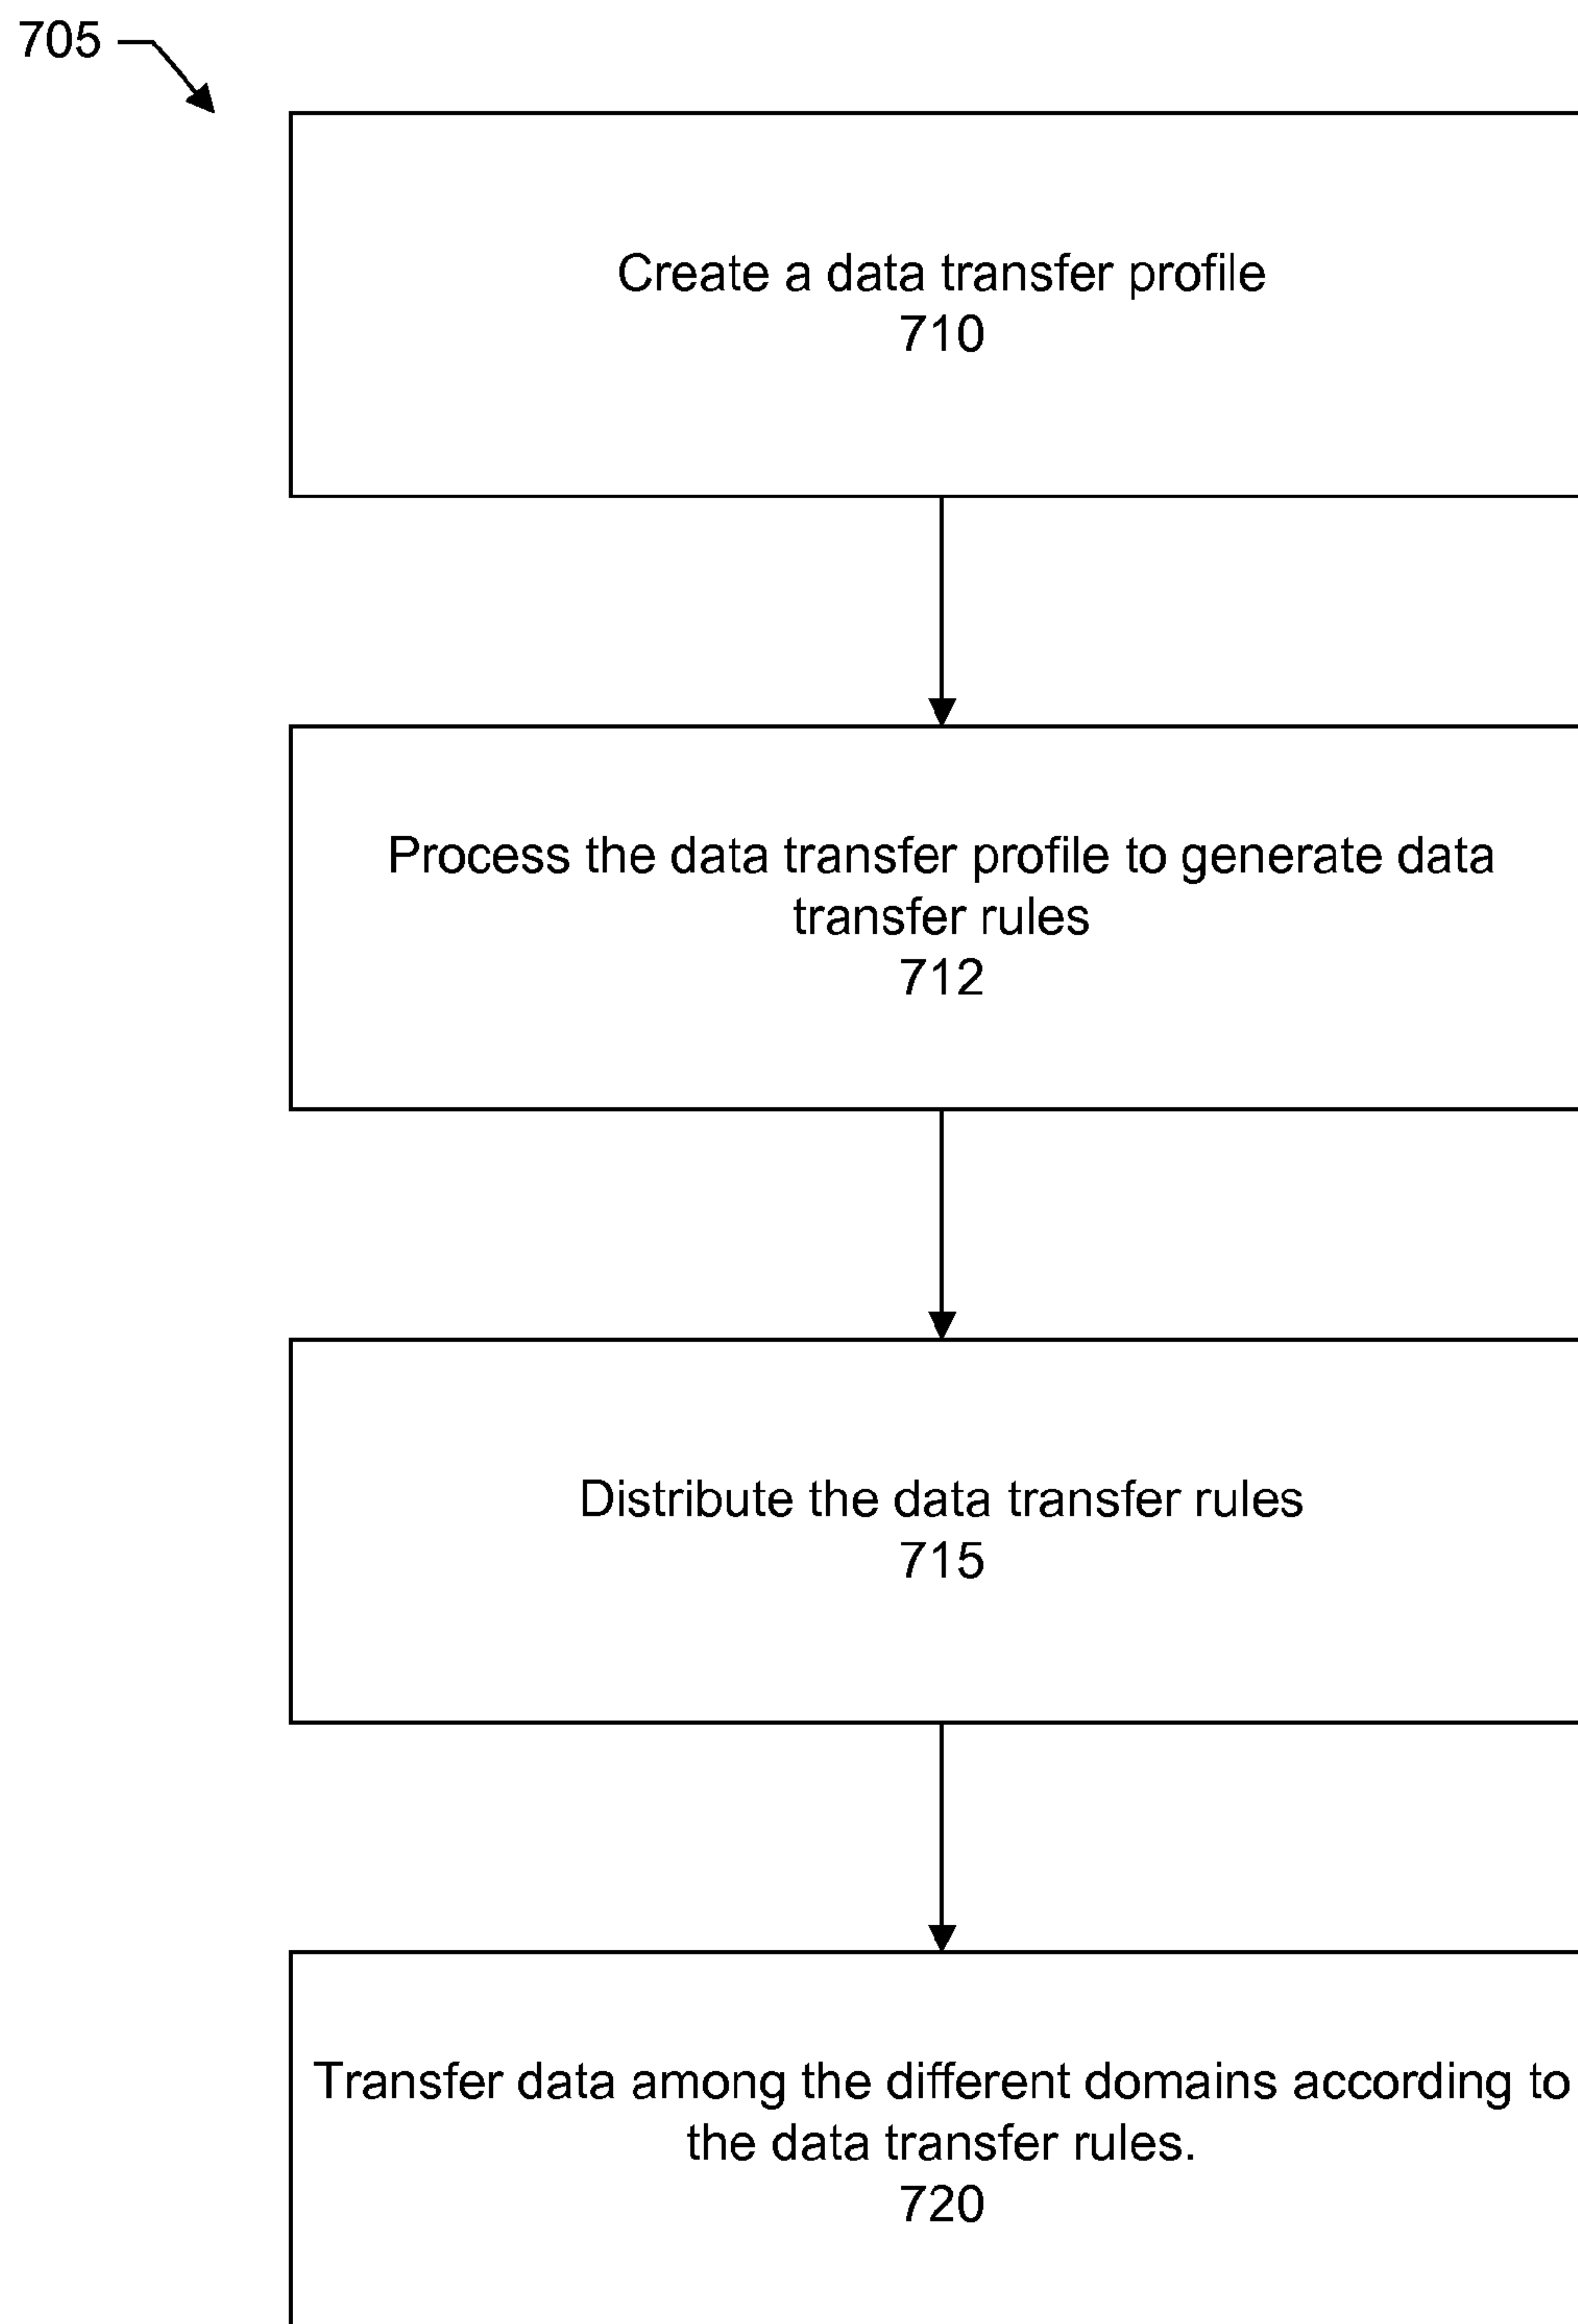 705
Create a data transfer profile
710
Process the data transfer profile to generate data
transfer rules
712
Distribute the data transfer rules
715
Transfer data among the different domains according to
the data transfer rules.
720